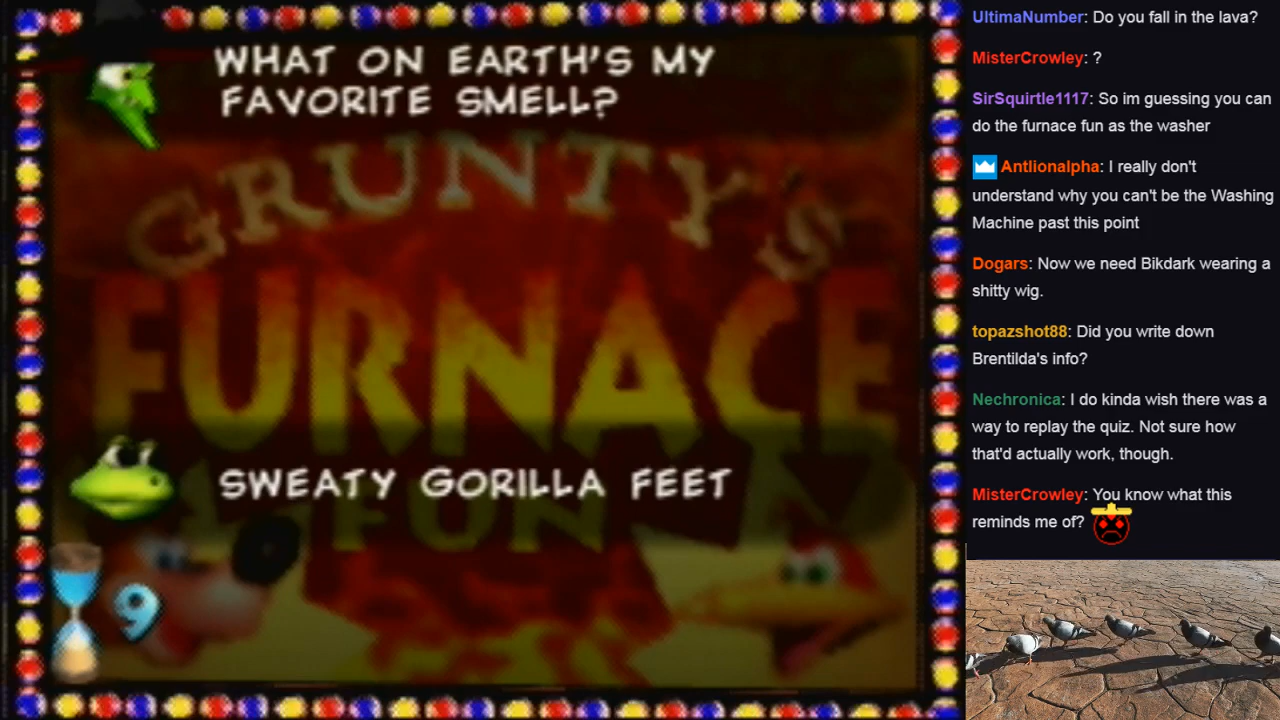 WHAT ON EARTH'S MY
FAVORITE SMELL?
GRUNTY'S
FURNACE
FUN
SWEATY GORILLA FEET
9
UltimaNumber: Do you fall in the lava?
MisterCrowley: ?
SirSquirtle1117: So im guessing you can
do the furnace fun as the washer
Antlionalpha: I really don't
understand why you can't be the Washing
Machine past this point
Dogars: Now we need Bikdark wearing a
shitty wig.
topazshot88: Did you write down
Brentilda's info?
Nechronica: I do kinda wish there was a
way to replay the quiz. Not sure how
that'd actually work, though.
MisterCrowley: You know what this
reminds me of?